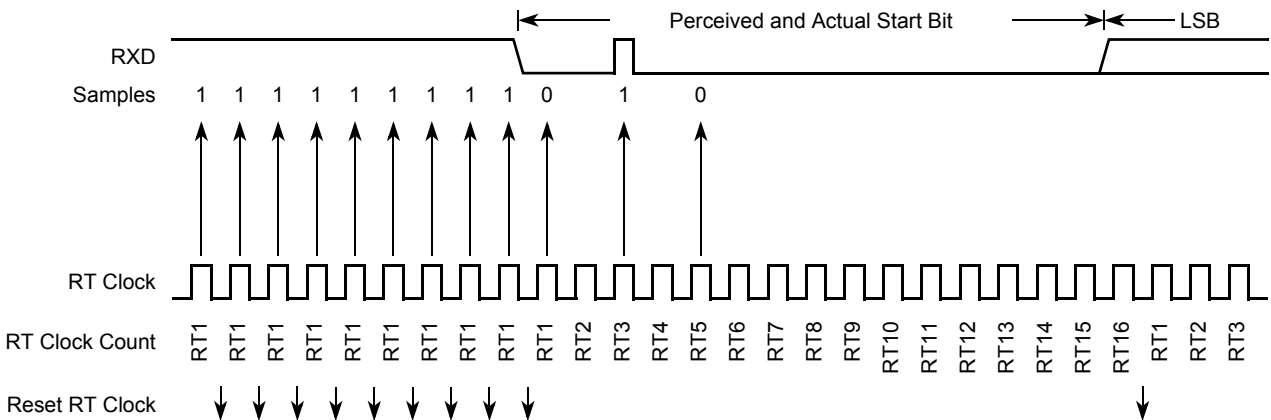 Perceived and Actual Start Bit LSB
RXD
Samples 1 1 1 1 1 1 1 1 1 0 1 0
RT Clock
RT Clock Count RT1 RT1 RT1 RT1 RT1 RT1 RT1 RT1 RT1 RT1 RT2 RT3 RT4 RT5 RT6 RT7 RT8 RT9 RT10 RT11 RT12 RT13 RT14 RT15 RT16 RT1 RT2 RT3
Reset RT Clock